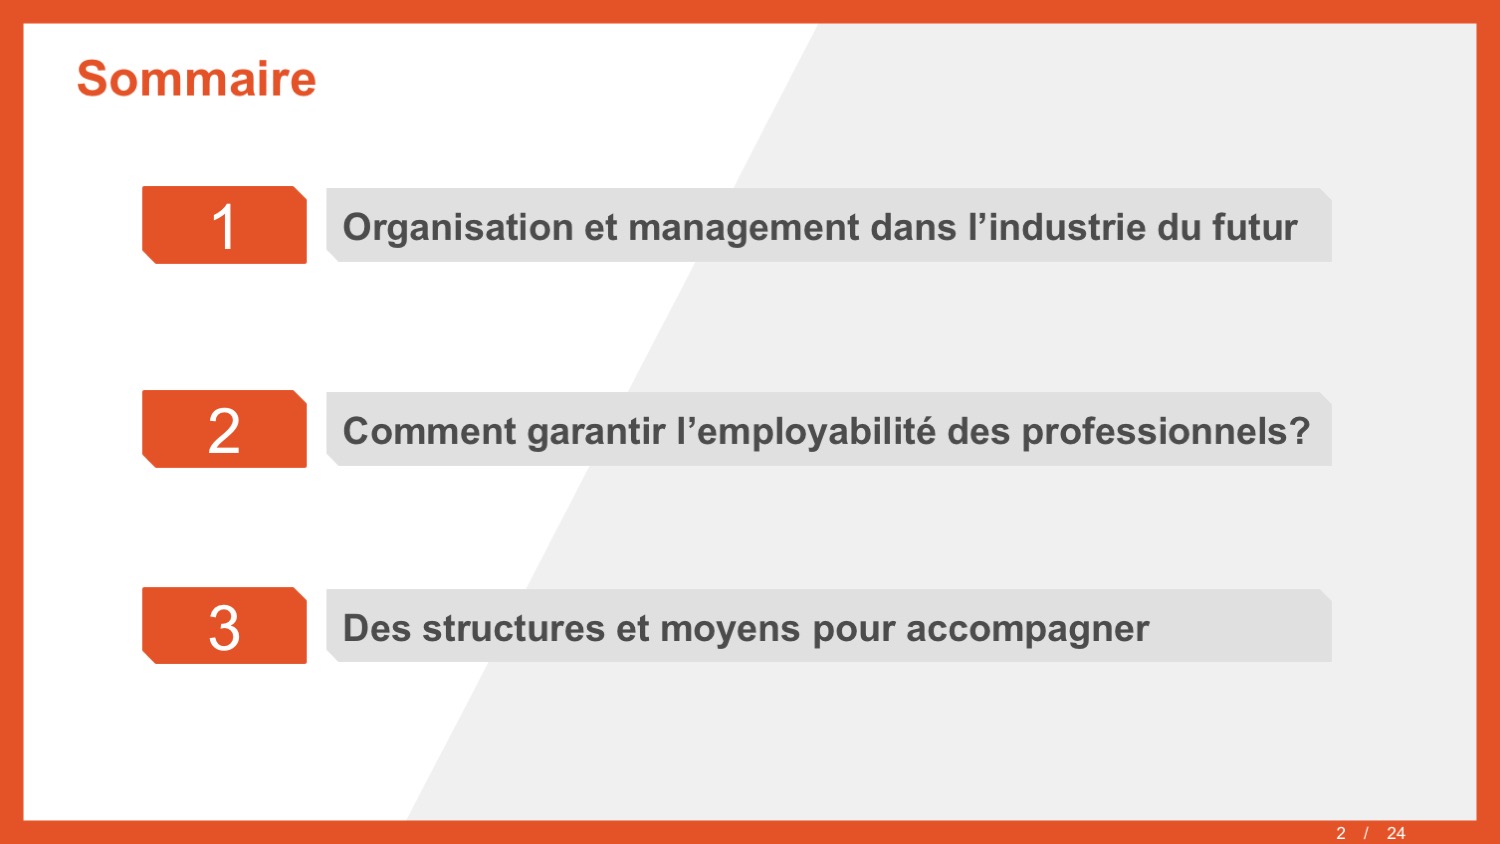 Sommaire
1
Organisation et management dans l’industrie du futur
2
Comment garantir l’employabilité des professionnels?
3
Des structures et moyens pour accompagner
2 / 24